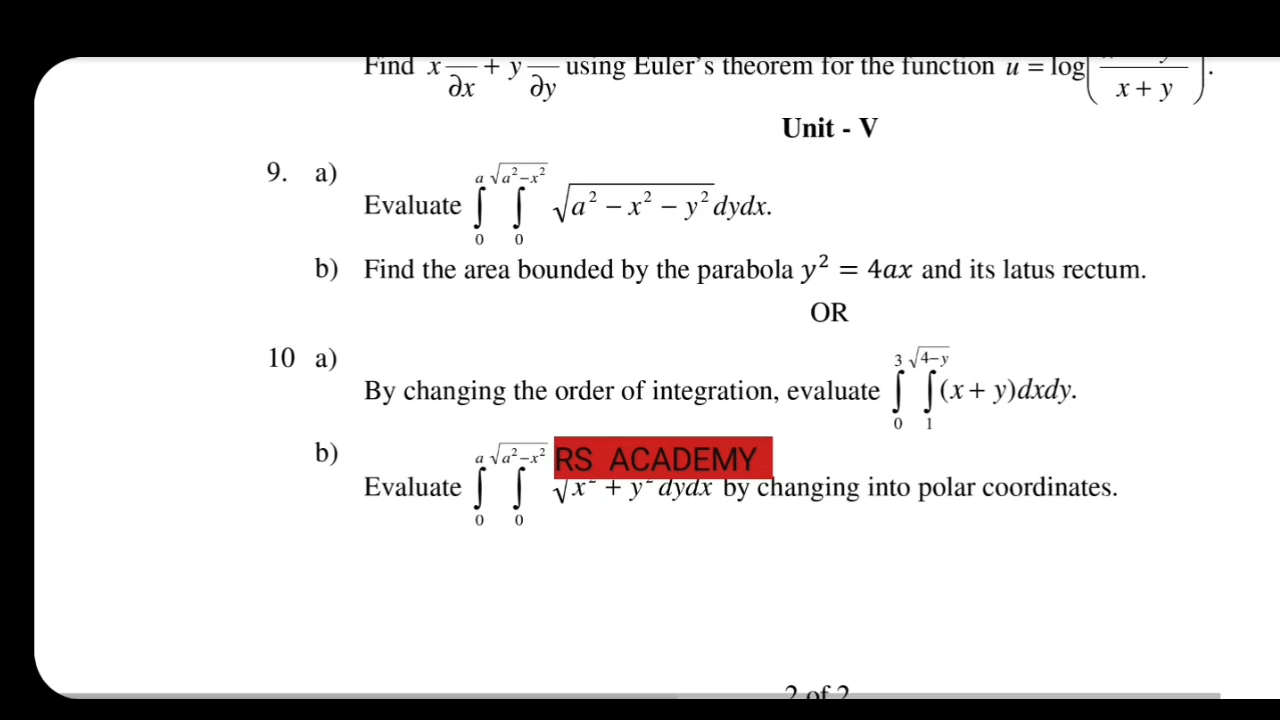 Find x ∂x + y ∂y using Euler's theorem for the function u = log( x + y ).
Unit - V
9. a) Evaluate ∫₀^a ∫₀^√(a²−x²) √(a² − x² − y²) dydx.
b) Find the area bounded by the parabola y² = 4ax and its latus rectum.
OR
10 a) By changing the order of integration, evaluate ∫₀^3 ∫₁^√(4−y) (x + y)dxdy.
RS ACADEMY
b) Evaluate ∫₀^a ∫₀^√(a²−x²) √(x² + y²) dydx by changing into polar coordinates.
2 of 2